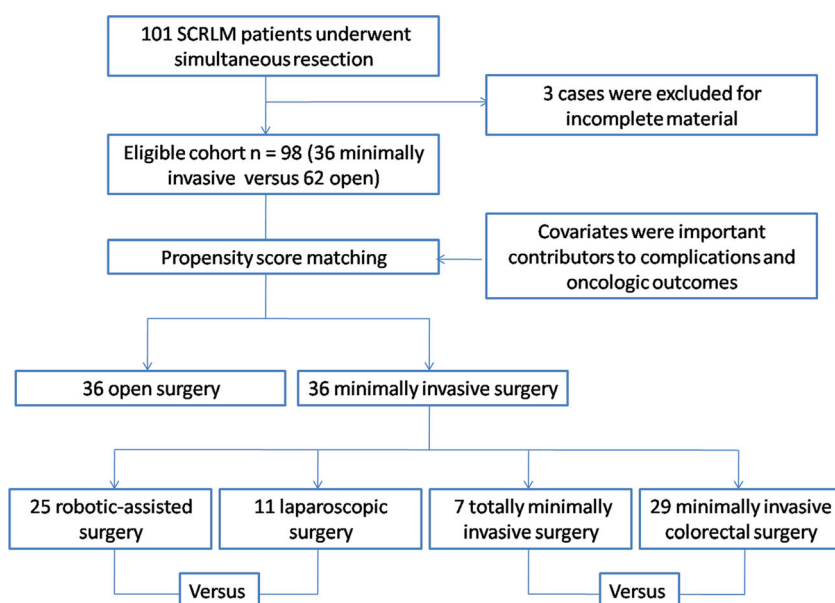 101 SCRLM patients underwent
simultaneous resection
3 cases were excluded for
incomplete material
Eligible cohort n = 98 (36 minimally
invasive versus 62 open)
Propensity score matching
Covariates were important
contributors to complications and
oncologic outcomes
36 open surgery
36 minimally invasive surgery
25 robotic-assisted
surgery
11 laparoscopic
surgery
7 totally minimally
invasive surgery
29 minimally invasive
colorectal surgery
Versus
Versus